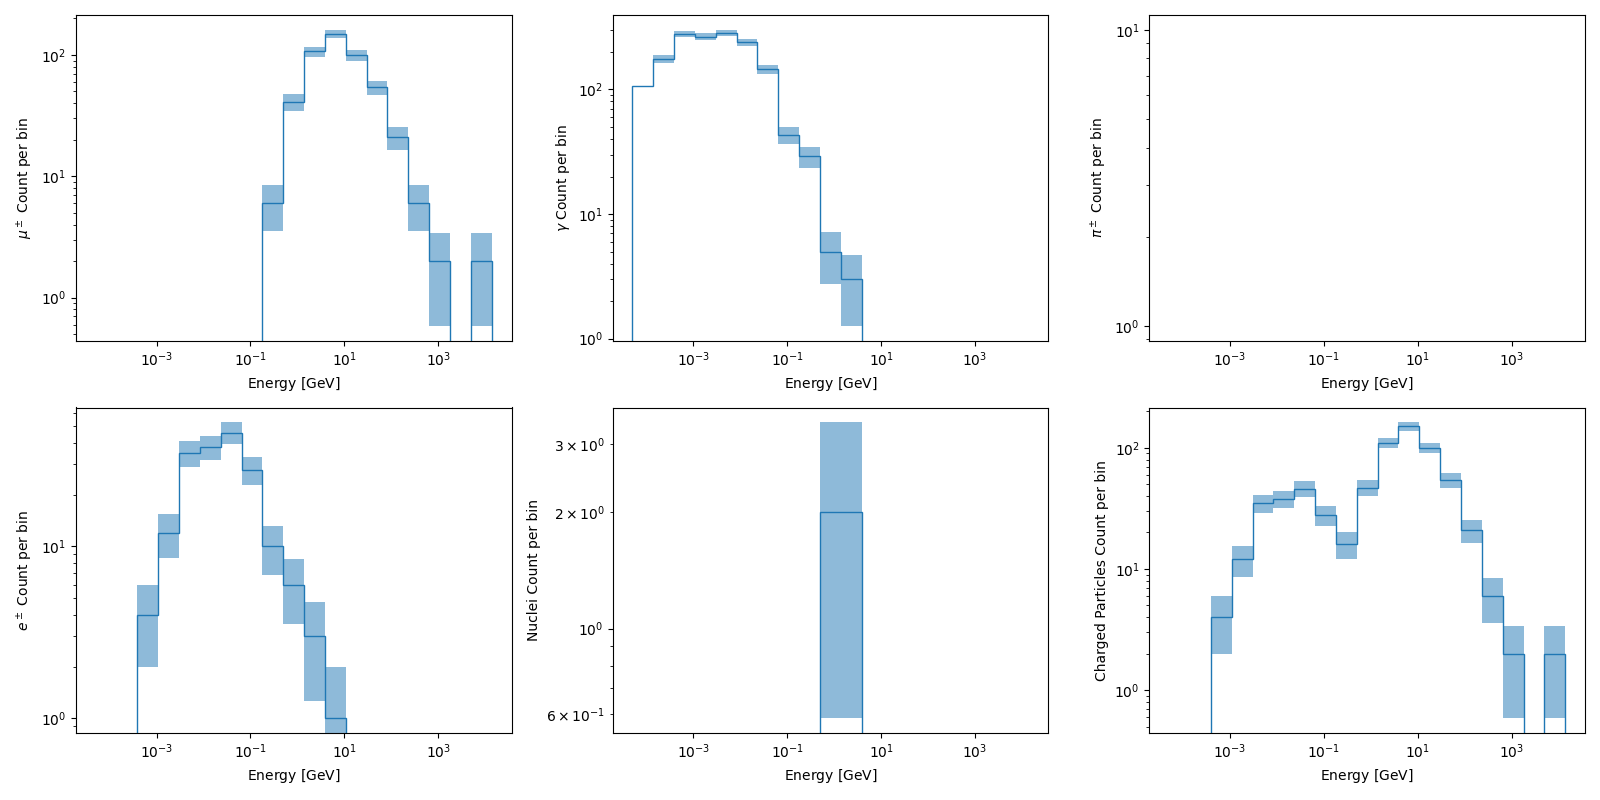 μ± Count per bin
10²
10¹
10⁰
10⁻³ 10⁻¹ 10¹ 10³
Energy [GeV]
γ Count per bin
10²
10¹
10⁰
10⁻³ 10⁻¹ 10¹ 10³
Energy [GeV]
π± Count per bin
10¹
10⁰
10⁻³ 10⁻¹ 10¹ 10³
Energy [GeV]
e± Count per bin
10¹
10⁰
10⁻³ 10⁻¹ 10¹ 10³
Energy [GeV]
Nuclei Count per bin
3 × 10⁰
2 × 10⁰
10⁰
6 × 10⁻¹
10⁻³ 10⁻¹ 10¹ 10³
Energy [GeV]
Charged Particles Count per bin
10²
10¹
10⁰
10⁻³ 10⁻¹ 10¹ 10³
Energy [GeV]